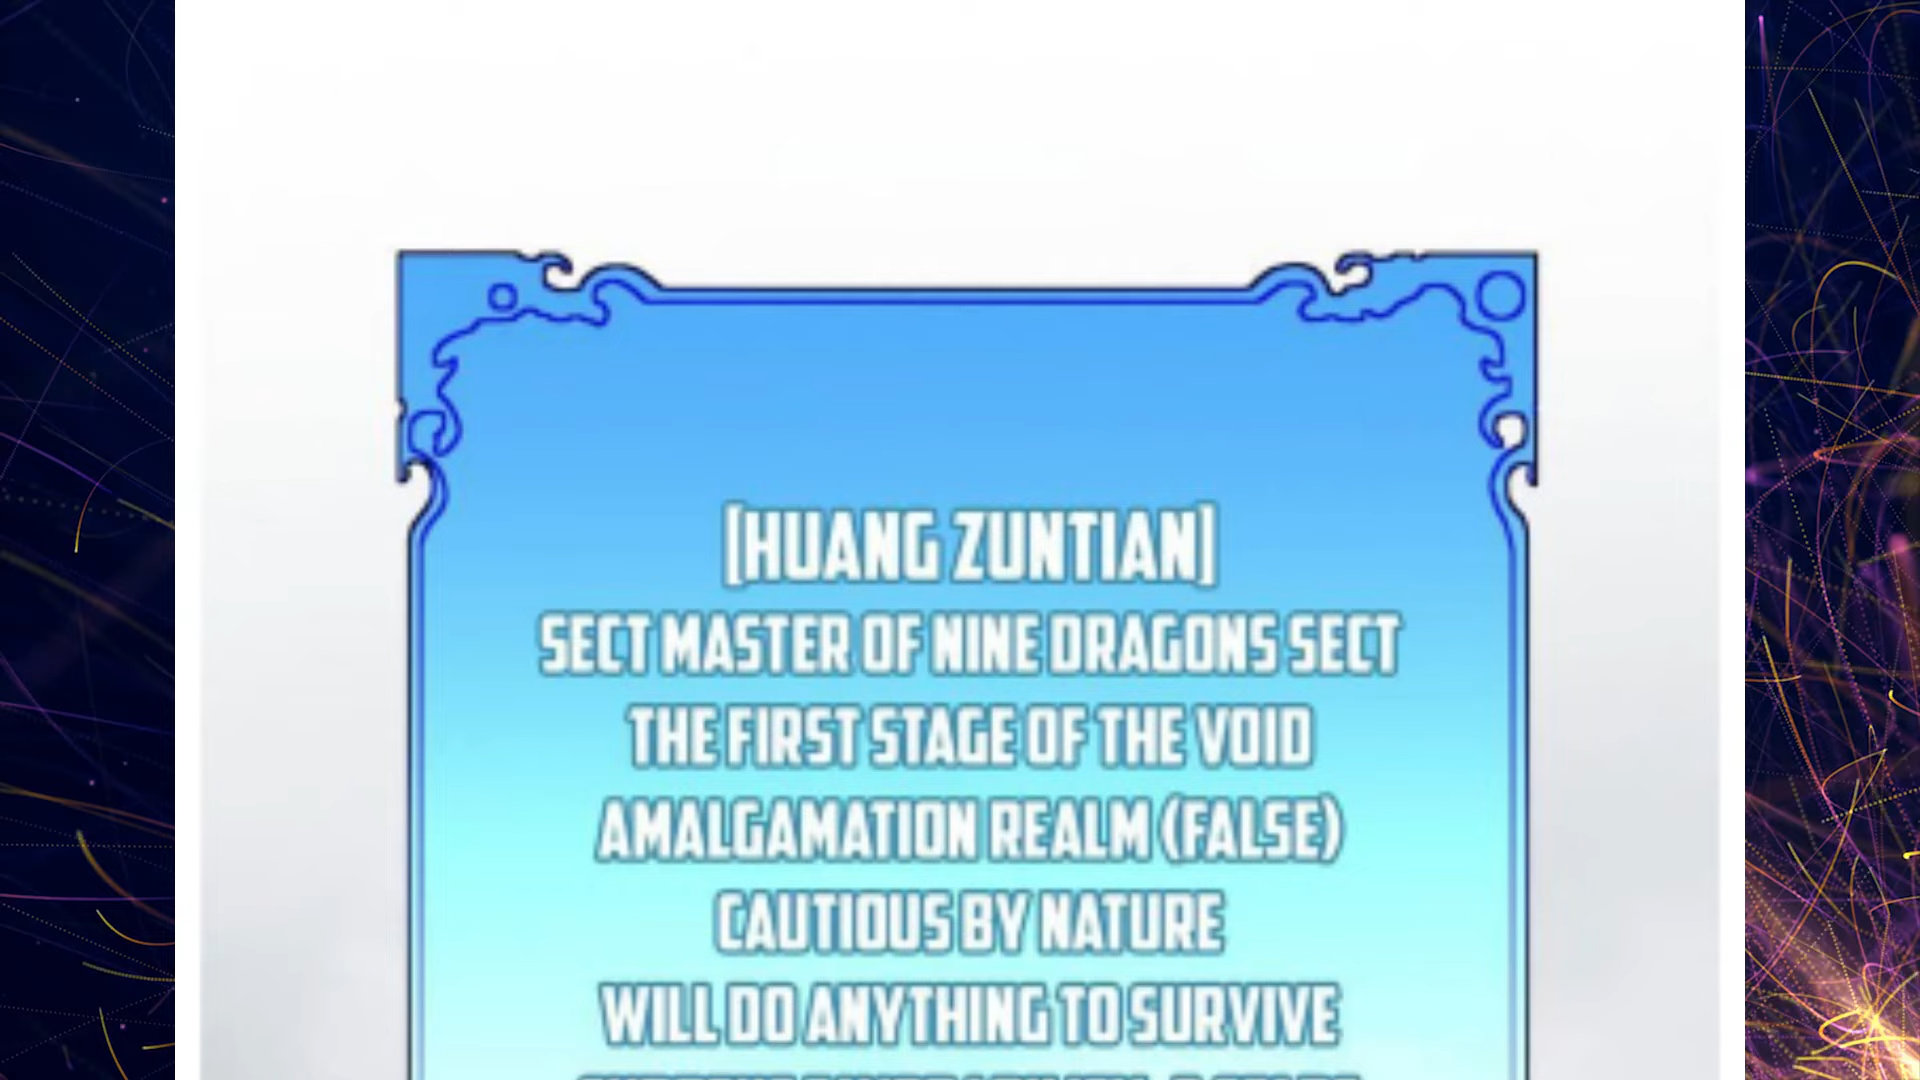 [HUANG ZUNTIAN]
SECT MASTER OF NINE DRAGONS SECT
THE FIRST STAGE OF THE VOID
AMALGAMATION REALM (FALSE)
CAUTIOUS BY NATURE
WILL DO ANYTHING TO SURVIVE